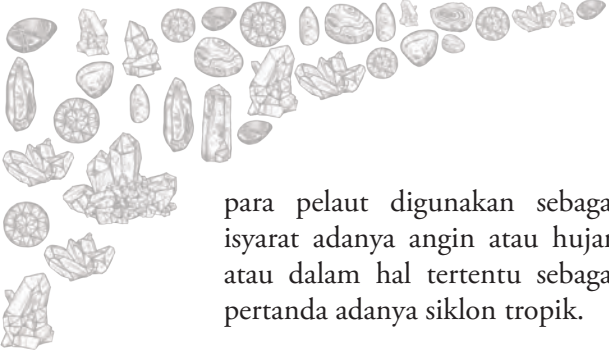 para pelaut digunakan sebaga
isyarat adanya angin atau hujan
atau dalam hal tertentu sebaga
pertanda adanya siklon tropik.